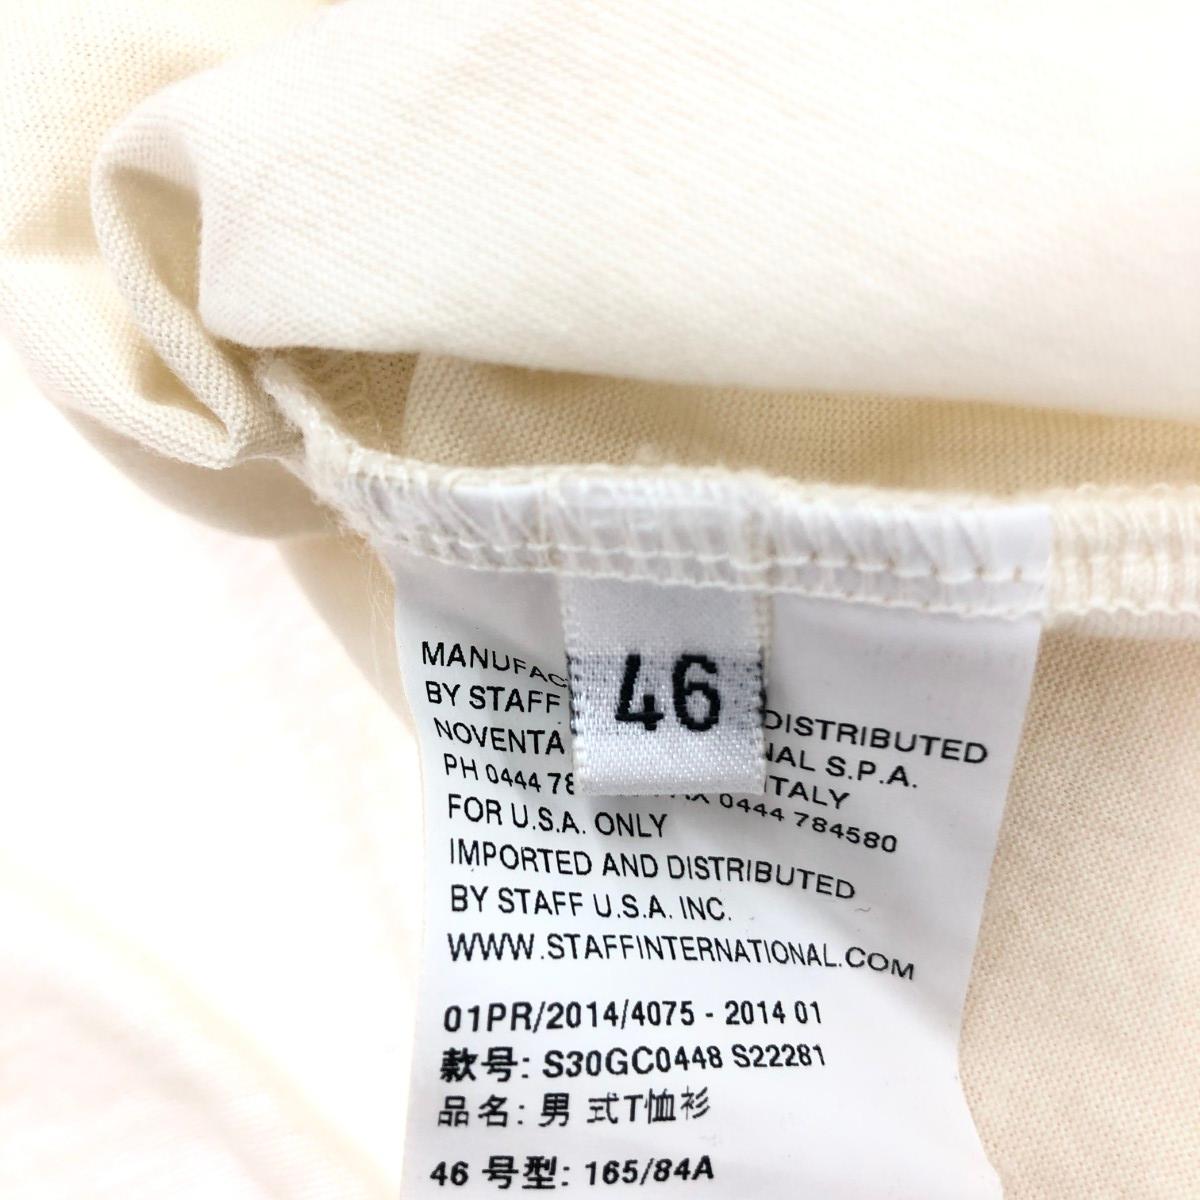 46
MANUFAC DISTRIBUTED
BY STAFF NAL S.P.A.
NOVENTA ITALY
PH 0444 78 FAX 0444 784580
FOR U.S.A. ONLY
IMPORTED AND DISTRIBUTED
BY STAFF U.S.A. INC.
WWW.STAFFINTERNATIONAL.COM
01PR/2014/4075 - 2014 01
款号: S30GC0448 S22281
品名: 男 式T恤衫
46 号型: 165/84A